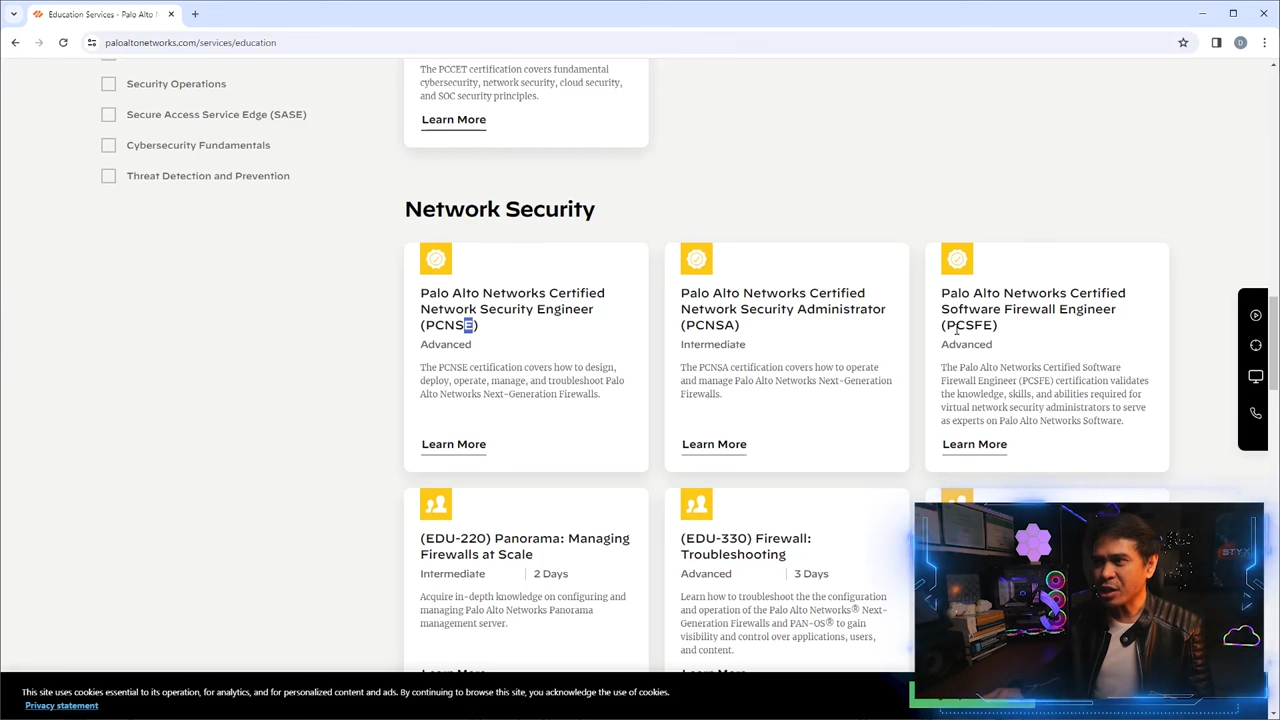 Education Services - Palo Alto N
paloaltonetworks.com/services/education
D
Security Operations
Secure Access Service Edge (SASE)
Cybersecurity Fundamentals
Threat Detection and Prevention
The PCCET certification covers fundamental
cybersecurity, network security, cloud security,
and SOC security principles.
Learn More
Network Security
Palo Alto Networks Certified
Network Security Engineer
(PCNSE)
Advanced
The PCNSE certification covers how to design,
deploy, operate, manage, and troubleshoot Palo
Alto Networks Next-Generation Firewalls.
Learn More
Palo Alto Networks Certified
Network Security Administrator
(PCNSA)
Intermediate
The PCNSA certification covers how to operate
and manage Palo Alto Networks Next-Generation
Firewalls.
Learn More
Palo Alto Networks Certified
Software Firewall Engineer
(PCSFE)
Advanced
The Palo Alto Networks Certified Software
Firewall Engineer (PCSFE) certification validates
the knowledge, skills, and abilities required for
virtual network security administrators to serve
as experts on Palo Alto Networks Software.
Learn More
(EDU-220) Panorama: Managing
Firewalls at Scale
Intermediate | 2 Days
Acquire in-depth knowledge on configuring and
managing Palo Alto Networks Panorama
management server.
Learn More
(EDU-330) Firewall:
Troubleshooting
Advanced | 3 Days
Learn how to troubleshoot the the configuration
and operation of the Palo Alto Networks® Next-
Generation Firewalls and PAN-OS® to gain
visibility and control over applications, users,
and content.
Learn More
STYX
This site uses cookies essential to its operation, for analytics, and for personalized content and ads. By continuing to browse this site, you acknowledge the use of cookies.
Privacy statement